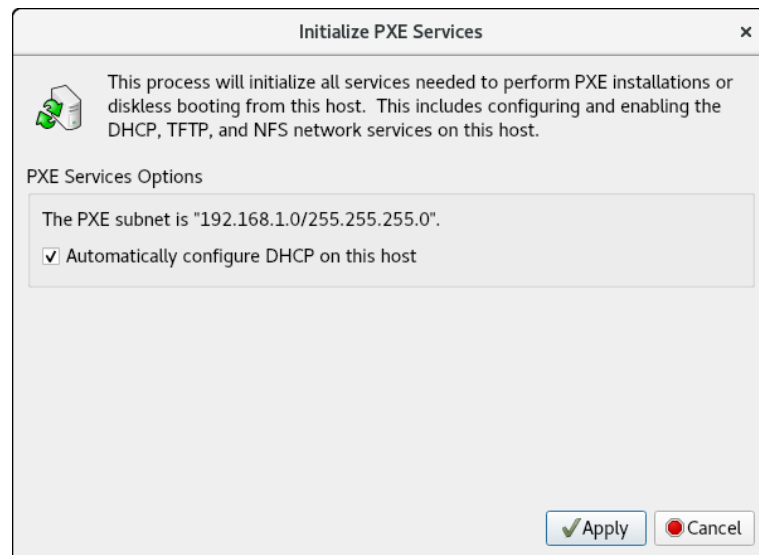 Initialize PXE Services
This process will initialize all services needed to perform PXE installations or
diskless booting from this host.  This includes configuring and enabling the
DHCP, TFTP, and NFS network services on this host.
PXE Services Options
The PXE subnet is "192.168.1.0/255.255.255.0".
Automatically configure DHCP on this host
Apply
Cancel